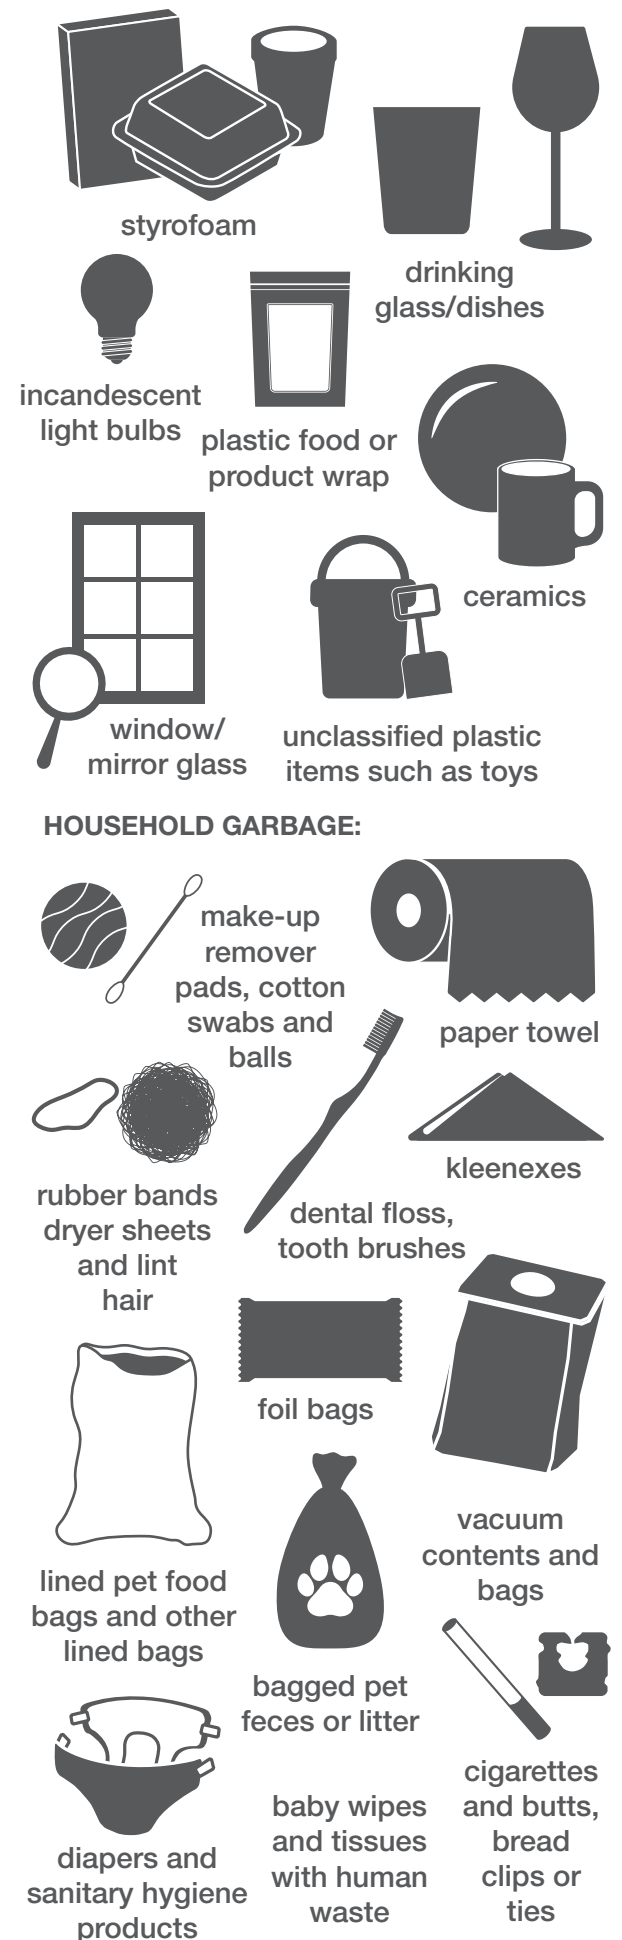 styrofoam
drinking
glass/dishes
incandescent
light bulbs
plastic food or
product wrap
ceramics
window/
mirror glass
unclassified plastic
items such as toys
HOUSEHOLD GARBAGE:
make-up
remover
pads, cotton
swabs and
balls
paper towel
kleenexes
rubber bands
dryer sheets
and lint
hair
dental floss,
tooth brushes
foil bags
vacuum
contents and
bags
lined pet food
bags and other
lined bags
bagged pet
feces or litter
cigarettes
and butts,
bread
clips or
ties
baby wipes
and tissues
with human
waste
diapers and
sanitary hygiene
products